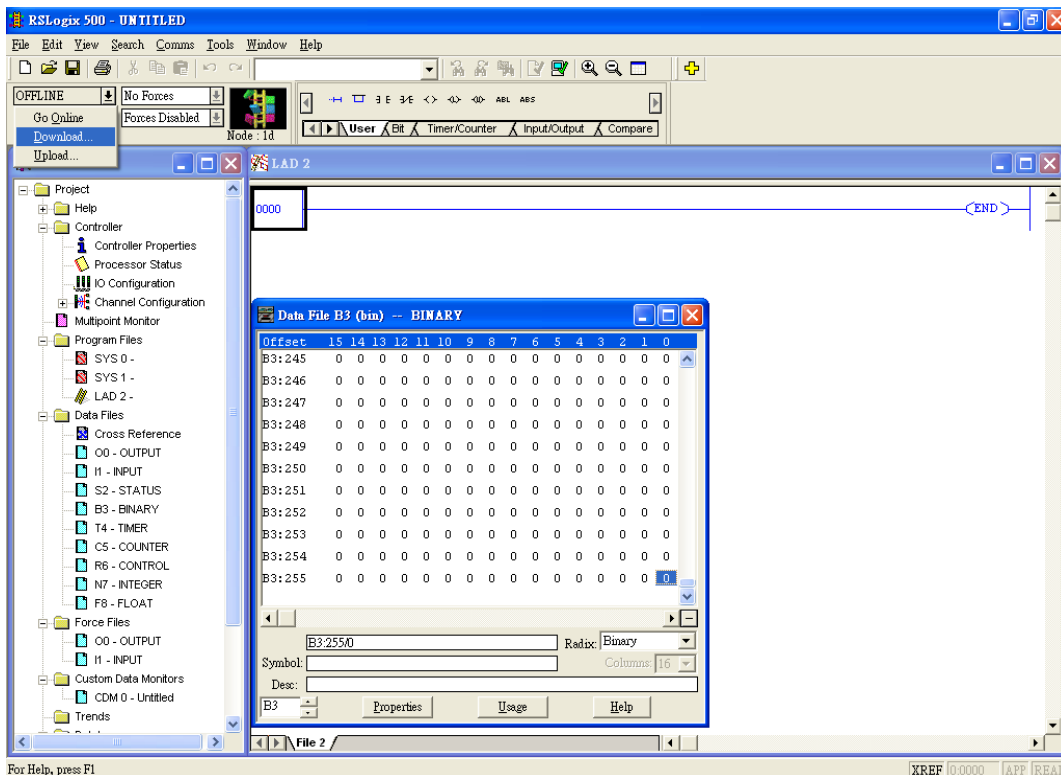 RSLogix 500 - UNTITLED
File Edit View Search Comms Tools Window Help
OFFLINE No Forces
Go Online Forces Disabled
Download...
Upload...
Node : 1d
ABL ABS
User Bit Timer/Counter Input/Output Compare
Project
Help
Controller
Controller Properties
Processor Status
IO Configuration
Channel Configuration
Multipoint Monitor
Program Files
SYS 0 -
SYS 1 -
LAD 2 -
Data Files
Cross Reference
O0 - OUTPUT
I1 - INPUT
S2 - STATUS
B3 - BINARY
T4 - TIMER
C5 - COUNTER
R6 - CONTROL
N7 - INTEGER
F8 - FLOAT
Force Files
O0 - OUTPUT
I1 - INPUT
Custom Data Monitors
CDM 0 - Untitled
Trends
LAD 2
0000
END
Data File B3 (bin) -- BINARY
Offset 15 14 13 12 11 10 9 8 7 6 5 4 3 2 1 0
B3:245 0 0 0 0 0 0 0 0 0 0 0 0 0 0 0 0
B3:246 0 0 0 0 0 0 0 0 0 0 0 0 0 0 0 0
B3:247 0 0 0 0 0 0 0 0 0 0 0 0 0 0 0 0
B3:248 0 0 0 0 0 0 0 0 0 0 0 0 0 0 0 0
B3:249 0 0 0 0 0 0 0 0 0 0 0 0 0 0 0 0
B3:250 0 0 0 0 0 0 0 0 0 0 0 0 0 0 0 0
B3:251 0 0 0 0 0 0 0 0 0 0 0 0 0 0 0 0
B3:252 0 0 0 0 0 0 0 0 0 0 0 0 0 0 0 0
B3:253 0 0 0 0 0 0 0 0 0 0 0 0 0 0 0 0
B3:254 0 0 0 0 0 0 0 0 0 0 0 0 0 0 0 0
B3:255 0 0 0 0 0 0 0 0 0 0 0 0 0 0 0 0
B3:255/0 Radix: Binary
Symbol: Columns: 16
Desc:
B3 Properties Usage Help
File 2
For Help, press F1 XREF 0:0000 APP REA